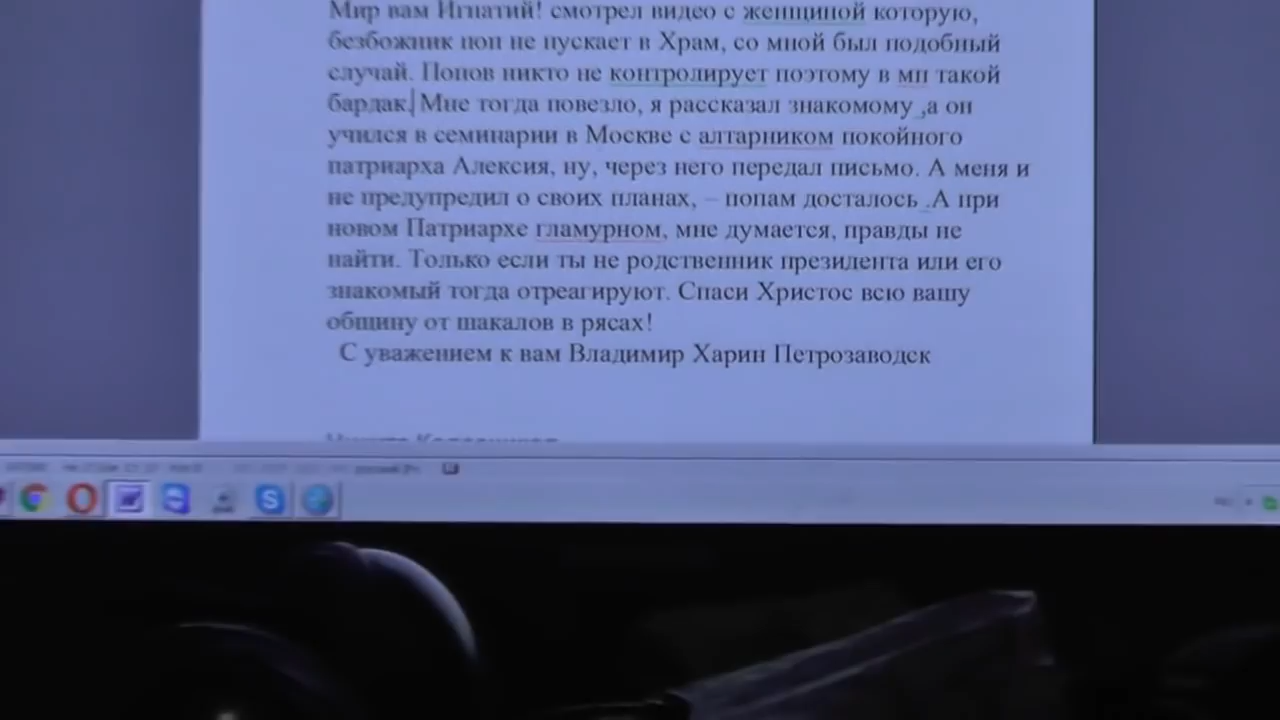 Мир вам Игнатий! смотрел видео с женщиной которую,
безбожник поп не пускает в Храм, со мной был подобный
случай. Попов никто не контролирует поэтому в мп такой
бардак. Мне тогда повезло, я рассказал знакомому ,а он
учился в семинарии в Москве с алтарником покойного
патриарха Алексия, ну, через него передал письмо. А меня и
не предупредил о своих планах, – попам досталось .А при
новом Патриархе гламурном, мне думается, правды не
найти. Только если ты не родственник президента или его
знакомый тогда отреагируют. Спаси Христос всю вашу
общину от шакалов в рясах!
С уважением к вам Владимир Харин Петрозаводск